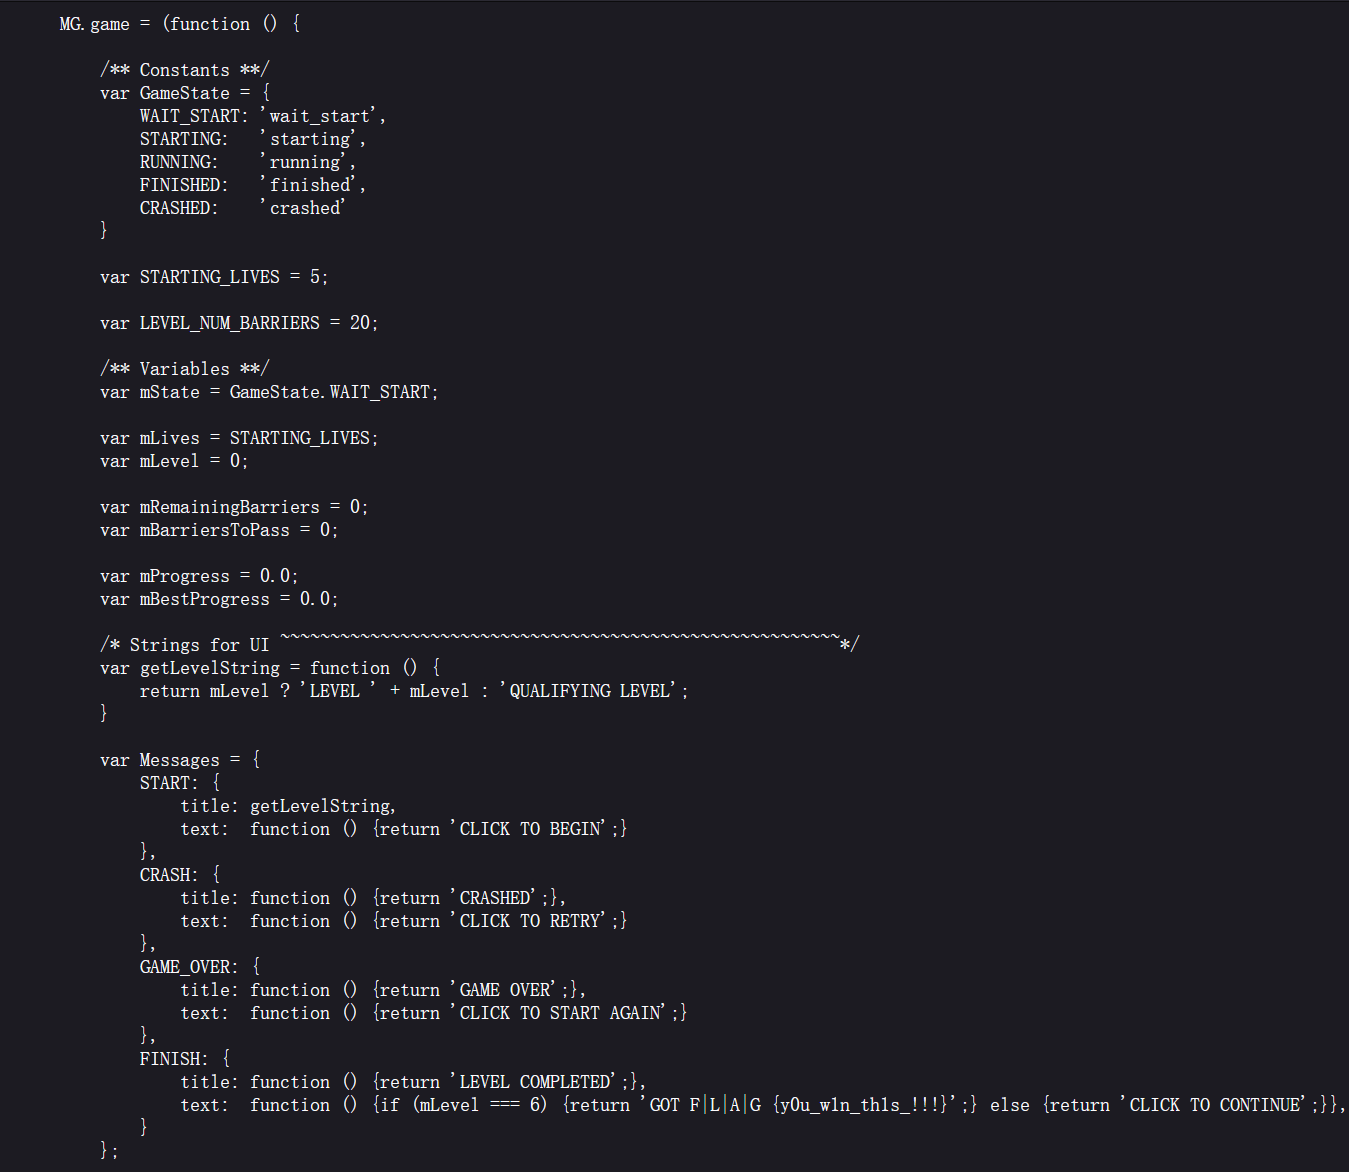 MG.game = (function () {
/** Constants **/
var GameState = {
WAIT_START: 'wait_start',
STARTING:   'starting',
RUNNING:    'running',
FINISHED:   'finished',
CRASHED:    'crashed'
}
var STARTING_LIVES = 5;
var LEVEL_NUM_BARRIERS = 20;
/** Variables **/
var mState = GameState.WAIT_START;
var mLives = STARTING_LIVES;
var mLevel = 0;
var mRemainingBarriers = 0;
var mBarriersToPass = 0;
var mProgress = 0.0;
var mBestProgress = 0.0;
/* Strings for UI ~~~~~~~~~~~~~~~~~~~~~~~~~~~~~~~~~~~~~~~~~~~~~~~~~~~~~~~~*/
var getLevelString = function () {
return mLevel ? 'LEVEL ' + mLevel : 'QUALIFYING LEVEL';
}
var Messages = {
START: {
title: getLevelString,
text:  function () {return 'CLICK TO BEGIN';}
},
CRASH: {
title: function () {return 'CRASHED';},
text:  function () {return 'CLICK TO RETRY';}
},
GAME_OVER: {
title: function () {return 'GAME OVER';},
text:  function () {return 'CLICK TO START AGAIN';}
},
FINISH: {
title: function () {return 'LEVEL COMPLETED';},
text:  function () {if (mLevel === 6) {return 'GOT F|L|A|G {y0u_w1n_th1s_!!!}';} else {return 'CLICK TO CONTINUE';}},
}
};